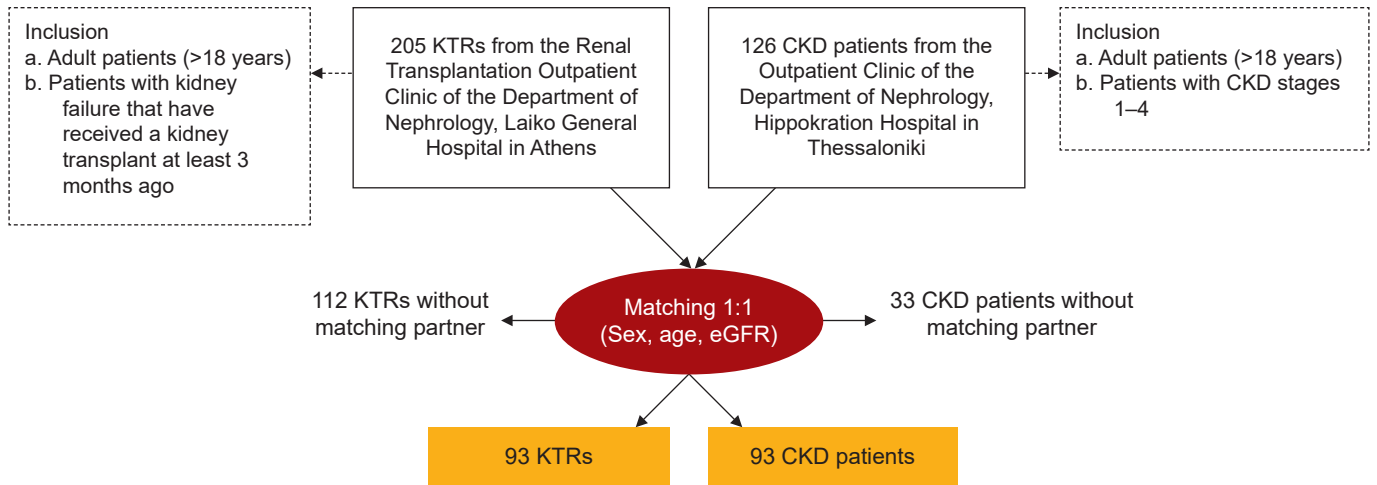 Inclusion
a. Adult patients (>18 years)
b. Patients with kidney
failure that have
received a kidney
transplant at least 3
months ago
205 KTRs from the Renal
Transplantation Outpatient
Clinic of the Department of
Nephrology, Laiko General
Hospital in Athens
126 CKD patients from the
Outpatient Clinic of the
Department of Nephrology,
Hippokration Hospital in
Thessaloniki
Inclusion
a. Adult patients (>18 years)
b. Patients with CKD stages
1–4
112 KTRs without
matching partner
Matching 1:1
(Sex, age, eGFR)
33 CKD patients without
matching partner
93 KTRs
93 CKD patients